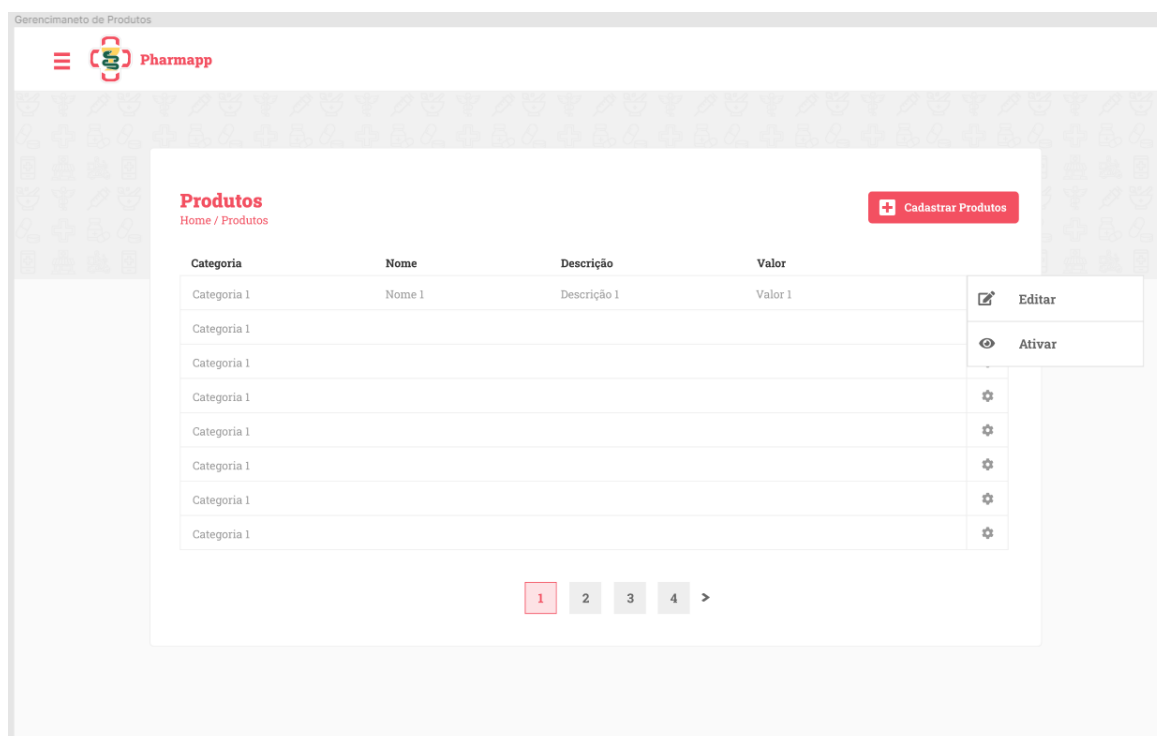 Gerencimaneto de Produtos
Pharmapp
Produtos
Home / Produtos
Cadastrar Produtos
Categoria Nome Descrição Valor
Categoria 1 Nome 1 Descrição 1 Valor 1
Editar
Categoria 1
Ativar
Categoria 1
Categoria 1
Categoria 1
Categoria 1
Categoria 1
Categoria 1
1 2 3 4 >